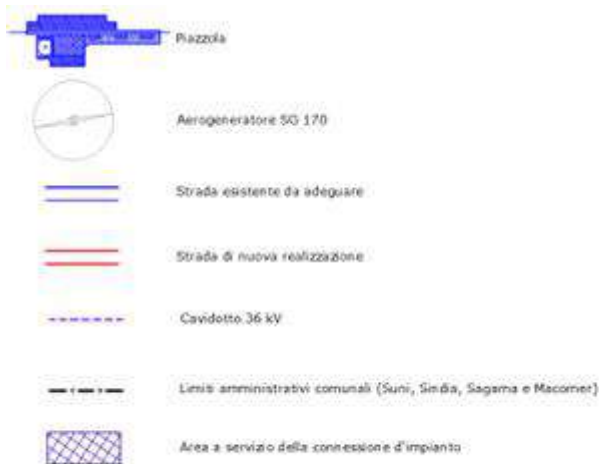 Piazzola
Aerogeneratore SG 170
Strada esistente da adeguare
Strada di nuova realizzazione
Cavidotto 36 kV
Limiti amministrativi comunali (Suni, Sindia, Sagama e Macomer)
Area a servizio della connessione d'impianto